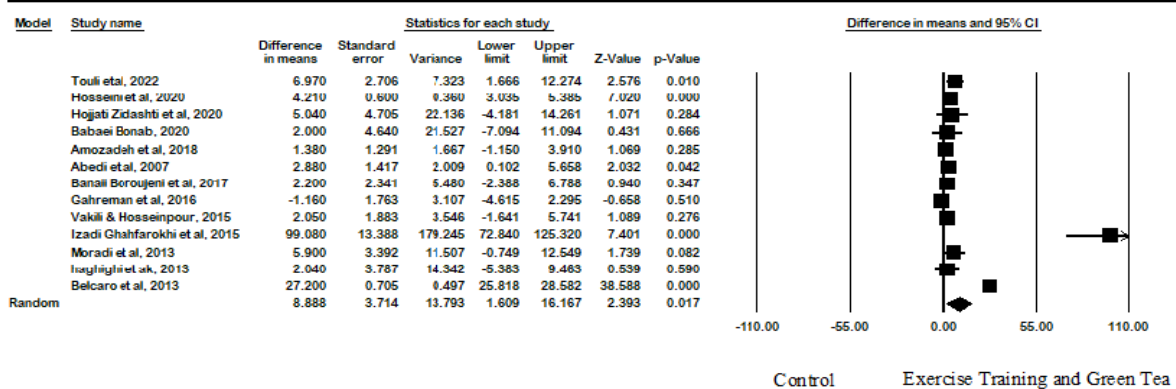 Model Study name Statistics for each study Difference in means and 95% CI
Difference in means Standard error Variance Lower limit Upper limit Z-Value p-Value
Touli etal, 2022 6.970 2.706 7.323 1.666 12.274 2.576 0.010
Hosseini et al, 2020 4.210 0.600 0.360 3.035 5.385 7.020 0.000
Hojjati Zidashti et al, 2020 5.040 4.705 22.136 -4.181 14.261 1.071 0.284
Babaei Bonab, 2020 2.000 4.640 21.527 -7.094 11.094 0.431 0.666
Amozadeh et al, 2018 1.380 1.291 1.667 -1.150 3.910 1.069 0.285
Abedi et al, 2007 2.880 1.417 2.009 0.102 5.658 2.032 0.042
Banaii Boroujeni et al, 2017 2.200 2.341 5.480 -2.388 6.788 0.940 0.347
Gahreman et al, 2016 -1.160 1.763 3.107 -4.615 2.295 -0.658 0.510
Vakili & Hosseinpour, 2015 2.050 1.883 3.546 -1.641 5.741 1.089 0.276
Izadi Ghahfarokhi et al, 2015 99.080 13.388 179.245 72.840 125.320 7.401 0.000
Moradi et al, 2013 5.900 3.392 11.507 -0.749 12.549 1.739 0.082
haghighi et ak, 2013 2.040 3.787 14.342 -5.383 9.463 0.539 0.590
Belcaro et al, 2013 27.200 0.705 0.497 25.818 28.582 38.588 0.000
Random 8.888 3.714 13.793 1.609 16.167 2.393 0.017
-110.00 -55.00 0.00 55.00 110.00
Control Exercise Training and Green Tea